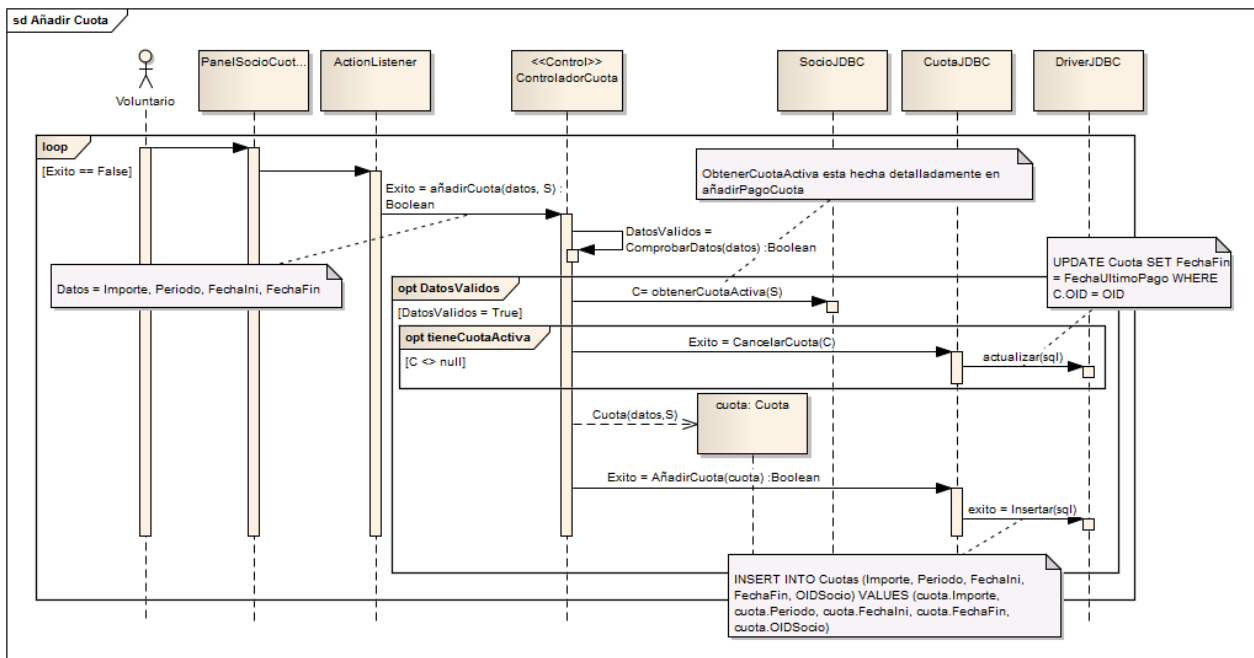 sd Añadir Cuota
Voluntario
PanelSocioCuot...
ActionListener
<<Control>>
ControladorCuota
SocioJDBC
CuotaJDBC
DriverJDBC
loop
[Exito == False]
ObtenerCuotaActiva esta hecha detalladamente en
añadirPagoCuota
Exito = añadirCuota(datos, S) :
Boolean
DatosValidos =
ComprobarDatos(datos) :Boolean
UPDATE Cuota SET FechaFin
= FechaUltimoPago WHERE
C.OID = OID
Datos = Importe, Periodo, FechaIni, FechaFin
opt DatosValidos
[DatosValidos = True]
C= obtenerCuotaActiva(S)
opt tieneCuotaActiva
[C <> null]
Exito = CancelarCuota(C)
actualizar(sql)
Cuota(datos,S)
cuota: Cuota
Exito = AñadirCuota(cuota) :Boolean
exito = Insertar(sql)
INSERT INTO Cuotas (Importe, Periodo, FechaIni,
FechaFin, OIDSocio) VALUES (cuota.Importe,
cuota.Periodo, cuota.FechaIni, cuota.FechaFin,
cuota.OIDSocio)